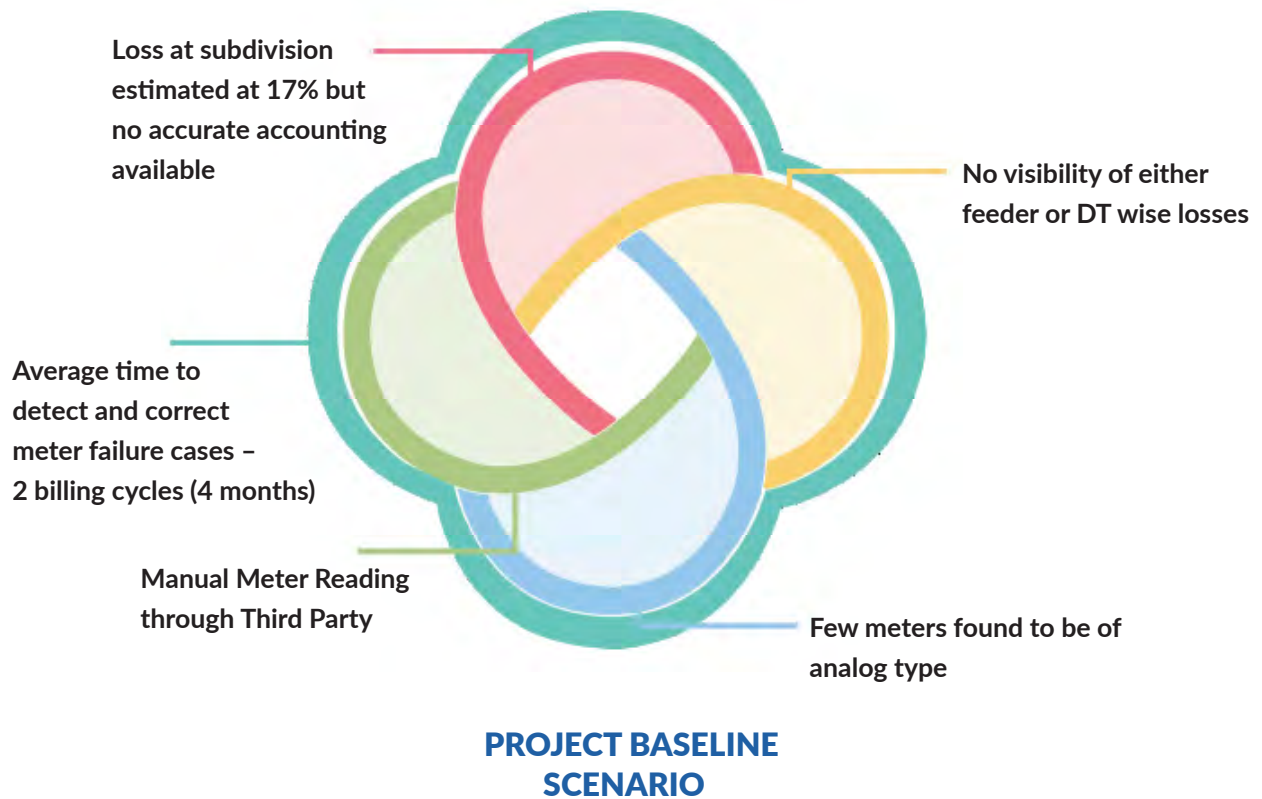 Loss at subdivision
estimated at 17% but
no accurate accounting
available
No visibility of either
feeder or DT wise losses
Average time to
detect and correct
meter failure cases –
2 billing cycles (4 months)
Manual Meter Reading
through Third Party
Few meters found to be of
analog type
PROJECT BASELINE
SCENARIO